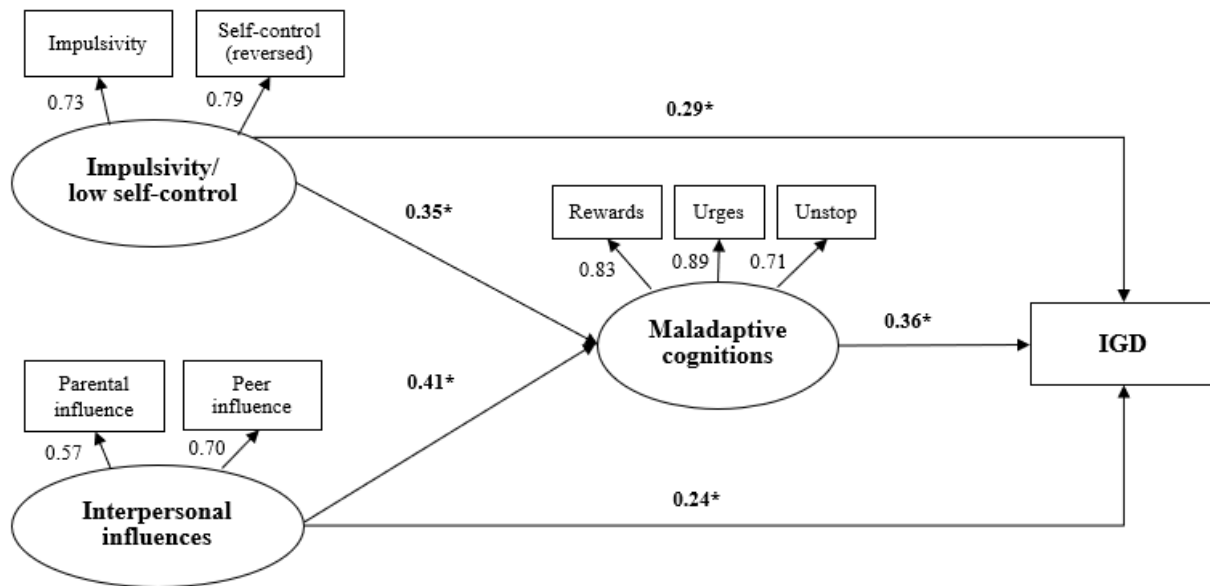 Impulsivity
Self-control
(reversed)
0.73
0.79
0.29*
Impulsivity/
low self-control
0.35*
Rewards
Urges
Unstop
0.83
0.89
0.71
Maladaptive
cognitions
0.36*
IGD
Parental
influence
Peer
influence
0.41*
0.57
0.70
Interpersonal
influences
0.24*